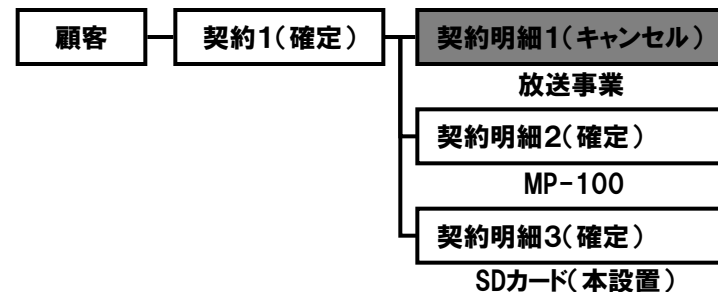 顧客
契約1(確定)
契約明細1(キャンセル)
放送事業
契約明細2(確定)
MP-100
契約明細3(確定)
SDカード(本設置)